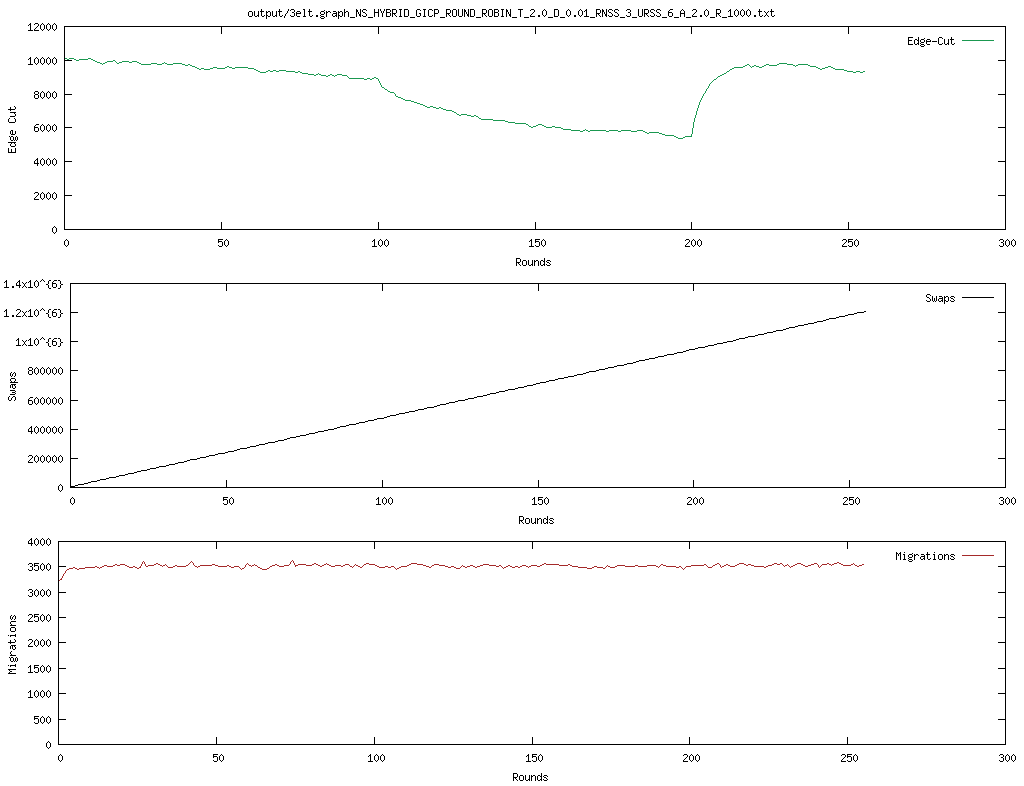 output/3elt.graph_NS_HYBRID_GICP_ROUND_ROBIN_T_2.0_D_0.01_RNSS_3_URSS_6_A_2.0_R_1000.txt
12000
10000
8000
6000
4000
2000
0
Edge Cut
Edge-Cut
0 50 100 150 200 250 300
Rounds
1.4x10^{6}
1.2x10^{6}
1x10^{6}
800000
600000
400000
200000
0
Swaps
Swaps
0 50 100 150 200 250 300
Rounds
4000
3500
3000
2500
2000
1500
1000
500
0
Migrations
Migrations
0 50 100 150 200 250 300
Rounds